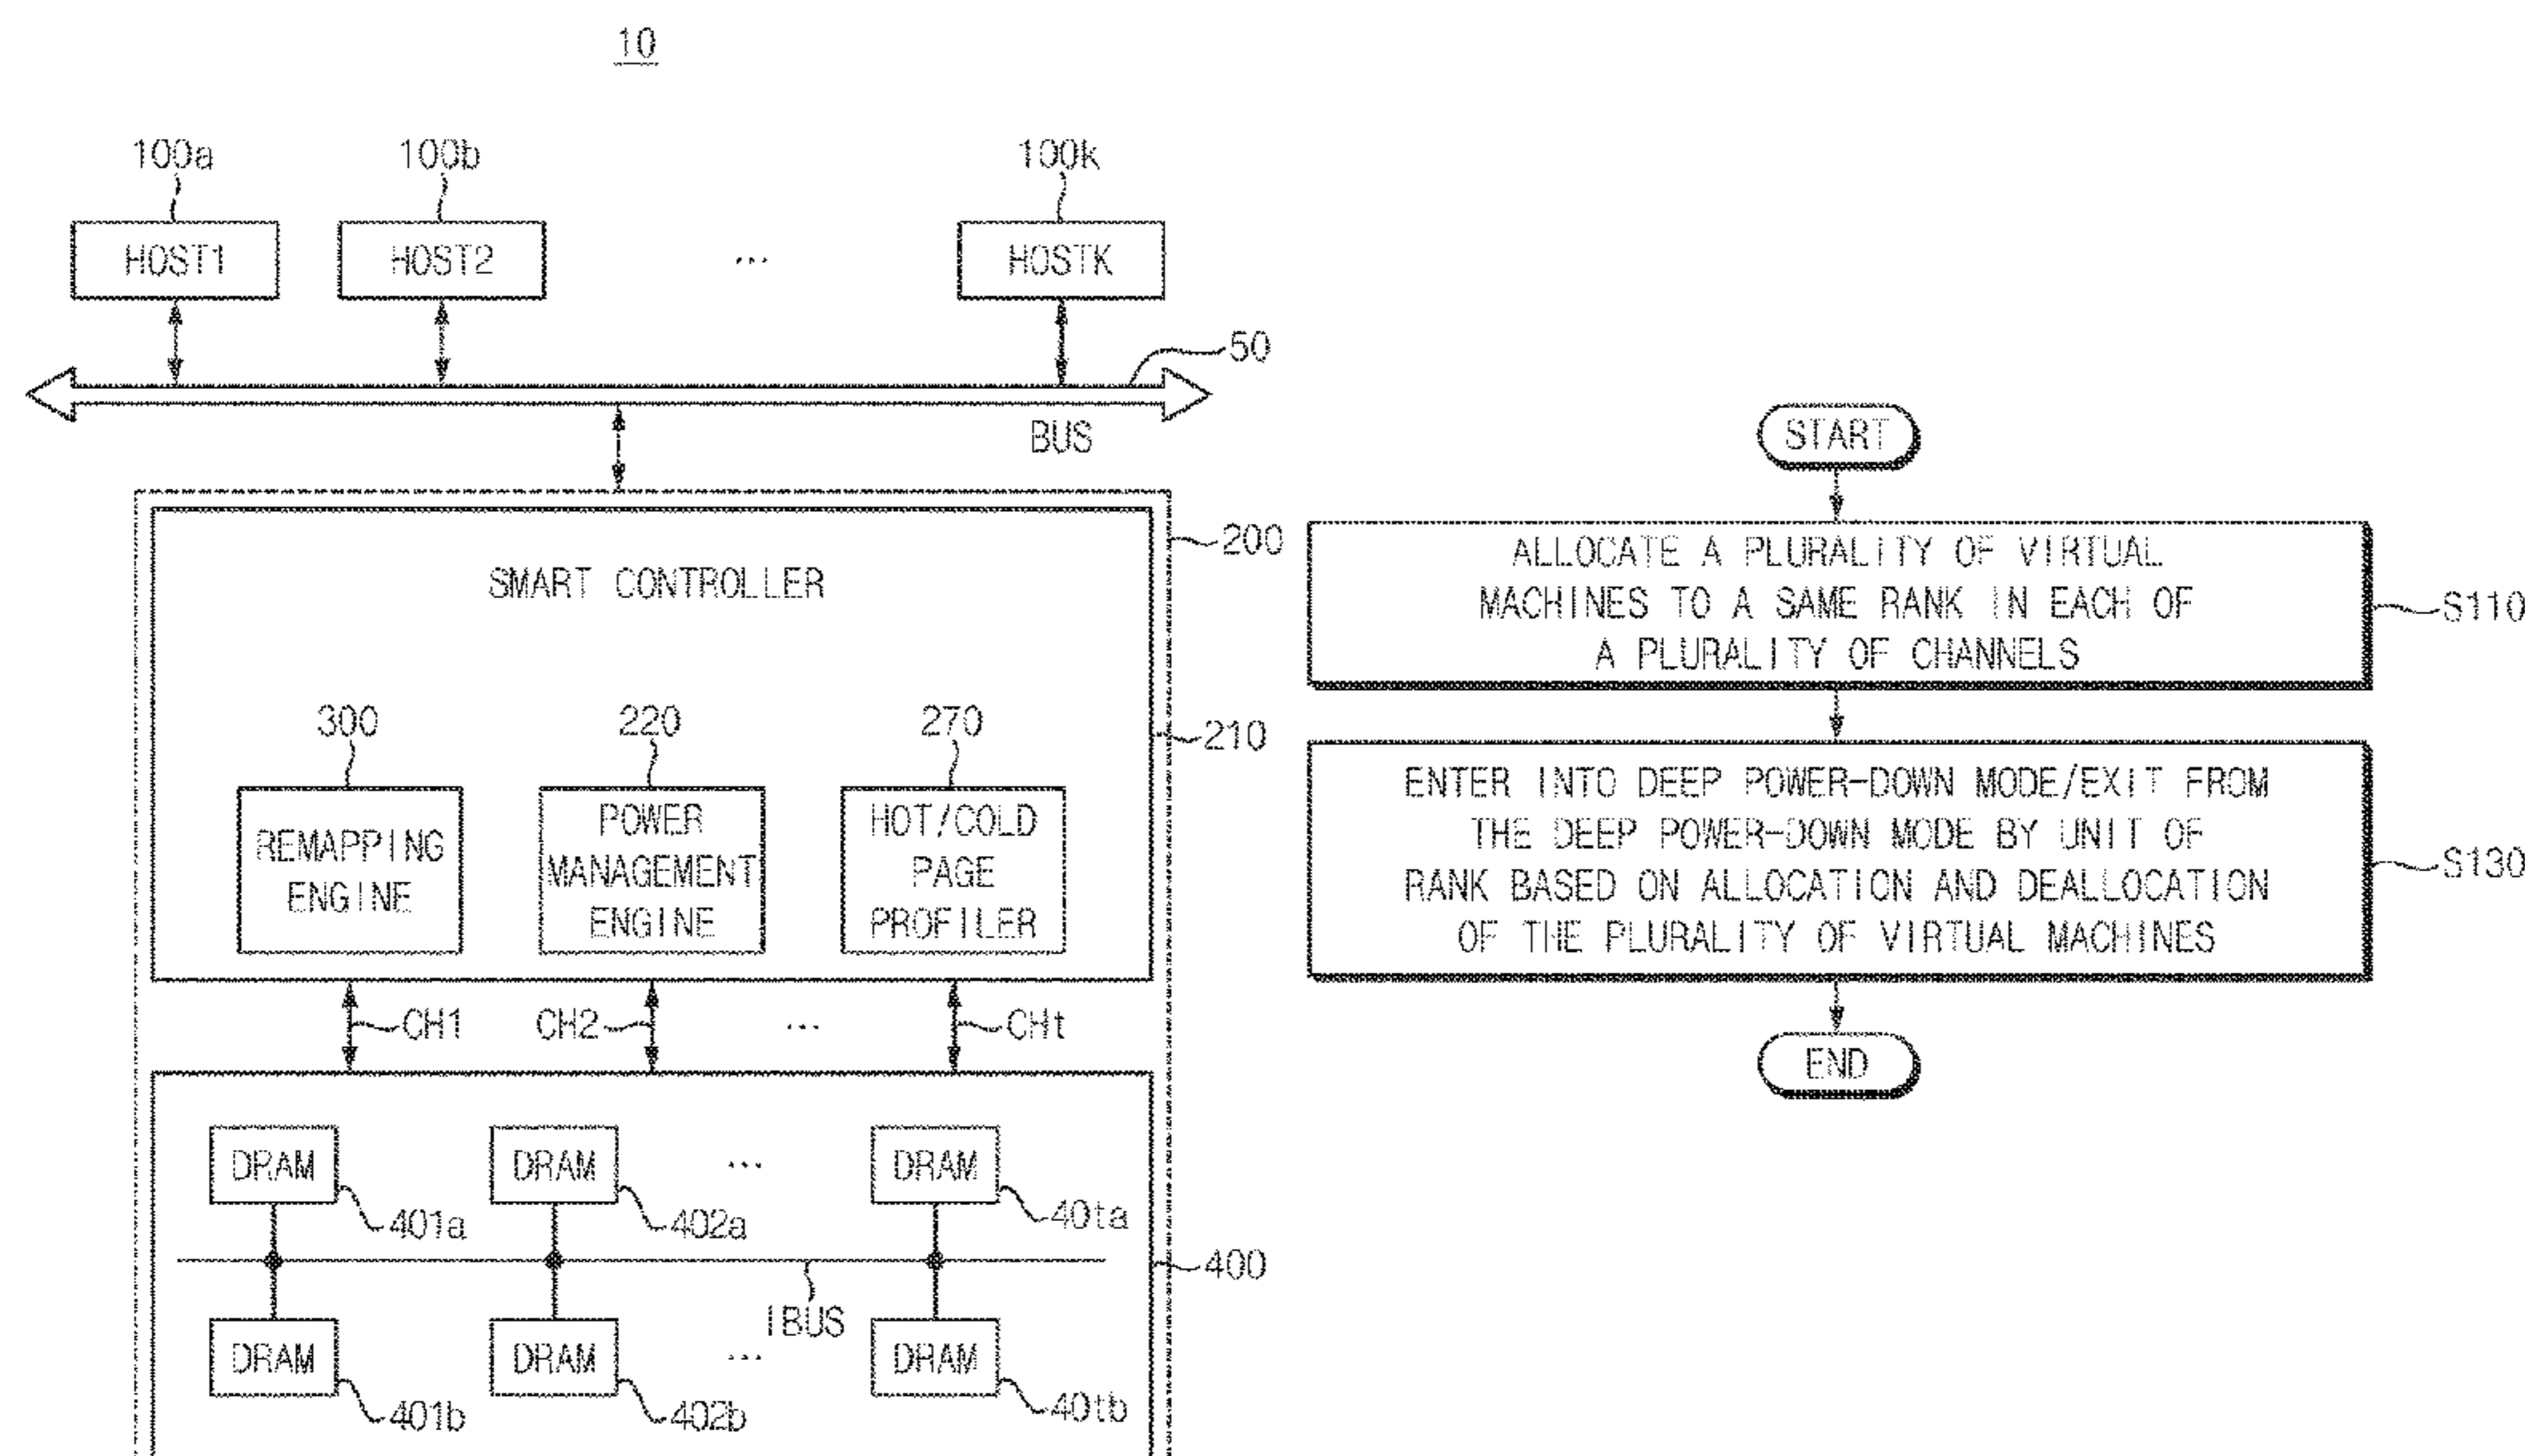 10
100a 100b 100k
HOST1 HOST2 ... HOSTK
50
BUS
200
SMART CONTROLLER
210
300 220 270
REMAPPING
ENGINE
POWER
MANAGEMENT
ENGINE
HOT/COLD
PAGE
PROFILER
CH1 CH2 ... CHt
DRAM DRAM ... DRAM
401a 402a 40ta
400
IBUS
DRAM DRAM ... DRAM
401b 402b 40tb
START
ALLOCATE A PLURALITY OF VIRTUAL
MACHINES TO A SAME RANK IN EACH OF
A PLURALITY OF CHANNELS
S110
ENTER INTO DEEP POWER-DOWN MODE/EXIT FROM
THE DEEP POWER-DOWN MODE BY UNIT OF
RANK BASED ON ALLOCATION AND DEALLOCATION
OF THE PLURALITY OF VIRTUAL MACHINES
S130
END